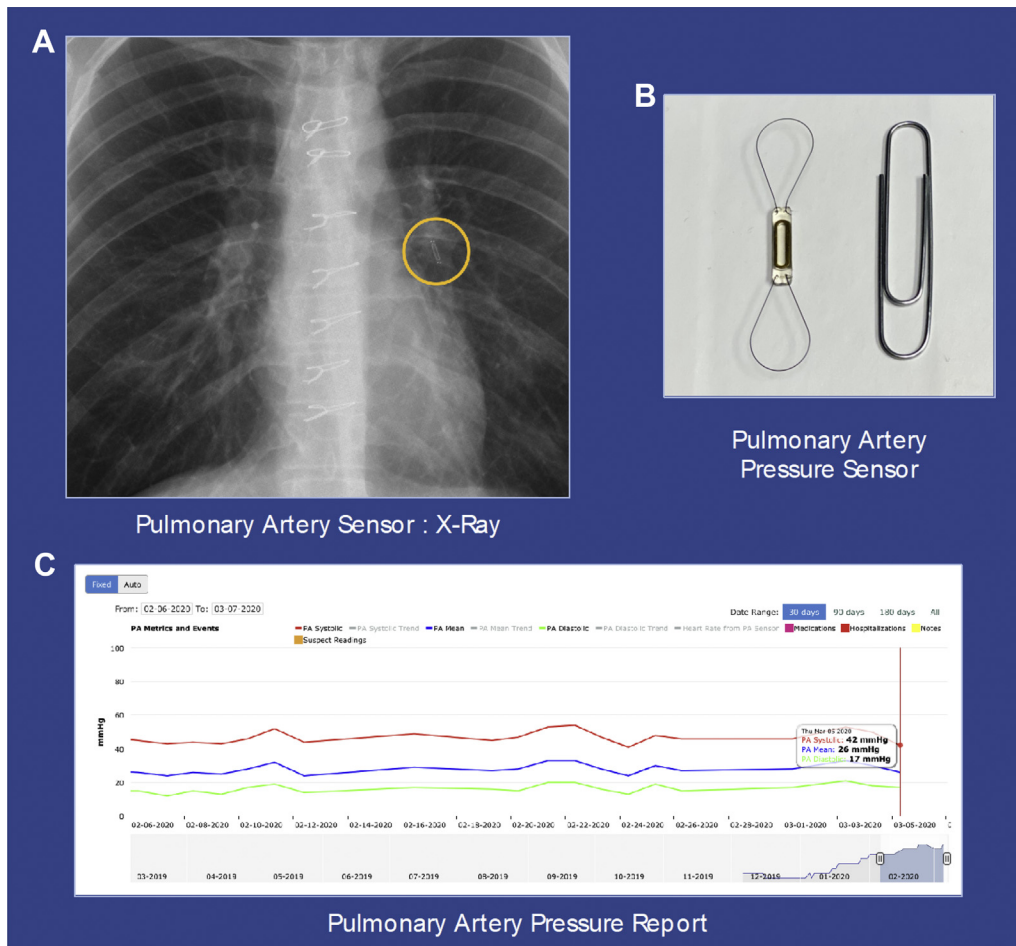 A
B
Pulmonary Artery
Pressure Sensor
Pulmonary Artery Sensor : X-Ray
C
Fixed Auto
From: 02-06-2020 To: 03-07-2020
Date Range: 30 days 90 days 180 days All
PA Metrics and Events
PA Systolic PA Systolic Trend PA Mean PA Mean Trend PA Diastolic PA Diastolic Trend Heart Rate from PA Sensor Medications Hospitalizations Notes
Suspect Readings
100
80
60
40
20
0
mmHg
Thu Mar 05 2020
PA Systolic: 42 mmHg
PA Mean: 26 mmHg
PA Diastolic: 17 mmHg
02-06-2020 02-08-2020 02-10-2020 02-12-2020 02-14-2020 02-16-2020 02-18-2020 02-20-2020 02-22-2020 02-24-2020 02-26-2020 02-28-2020 03-01-2020 03-03-2020 03-05-2020
03-2019 04-2019 05-2019 06-2019 07-2019 08-2019 09-2019 10-2019 11-2019 12-2019 01-2020 02-2020
Pulmonary Artery Pressure Report